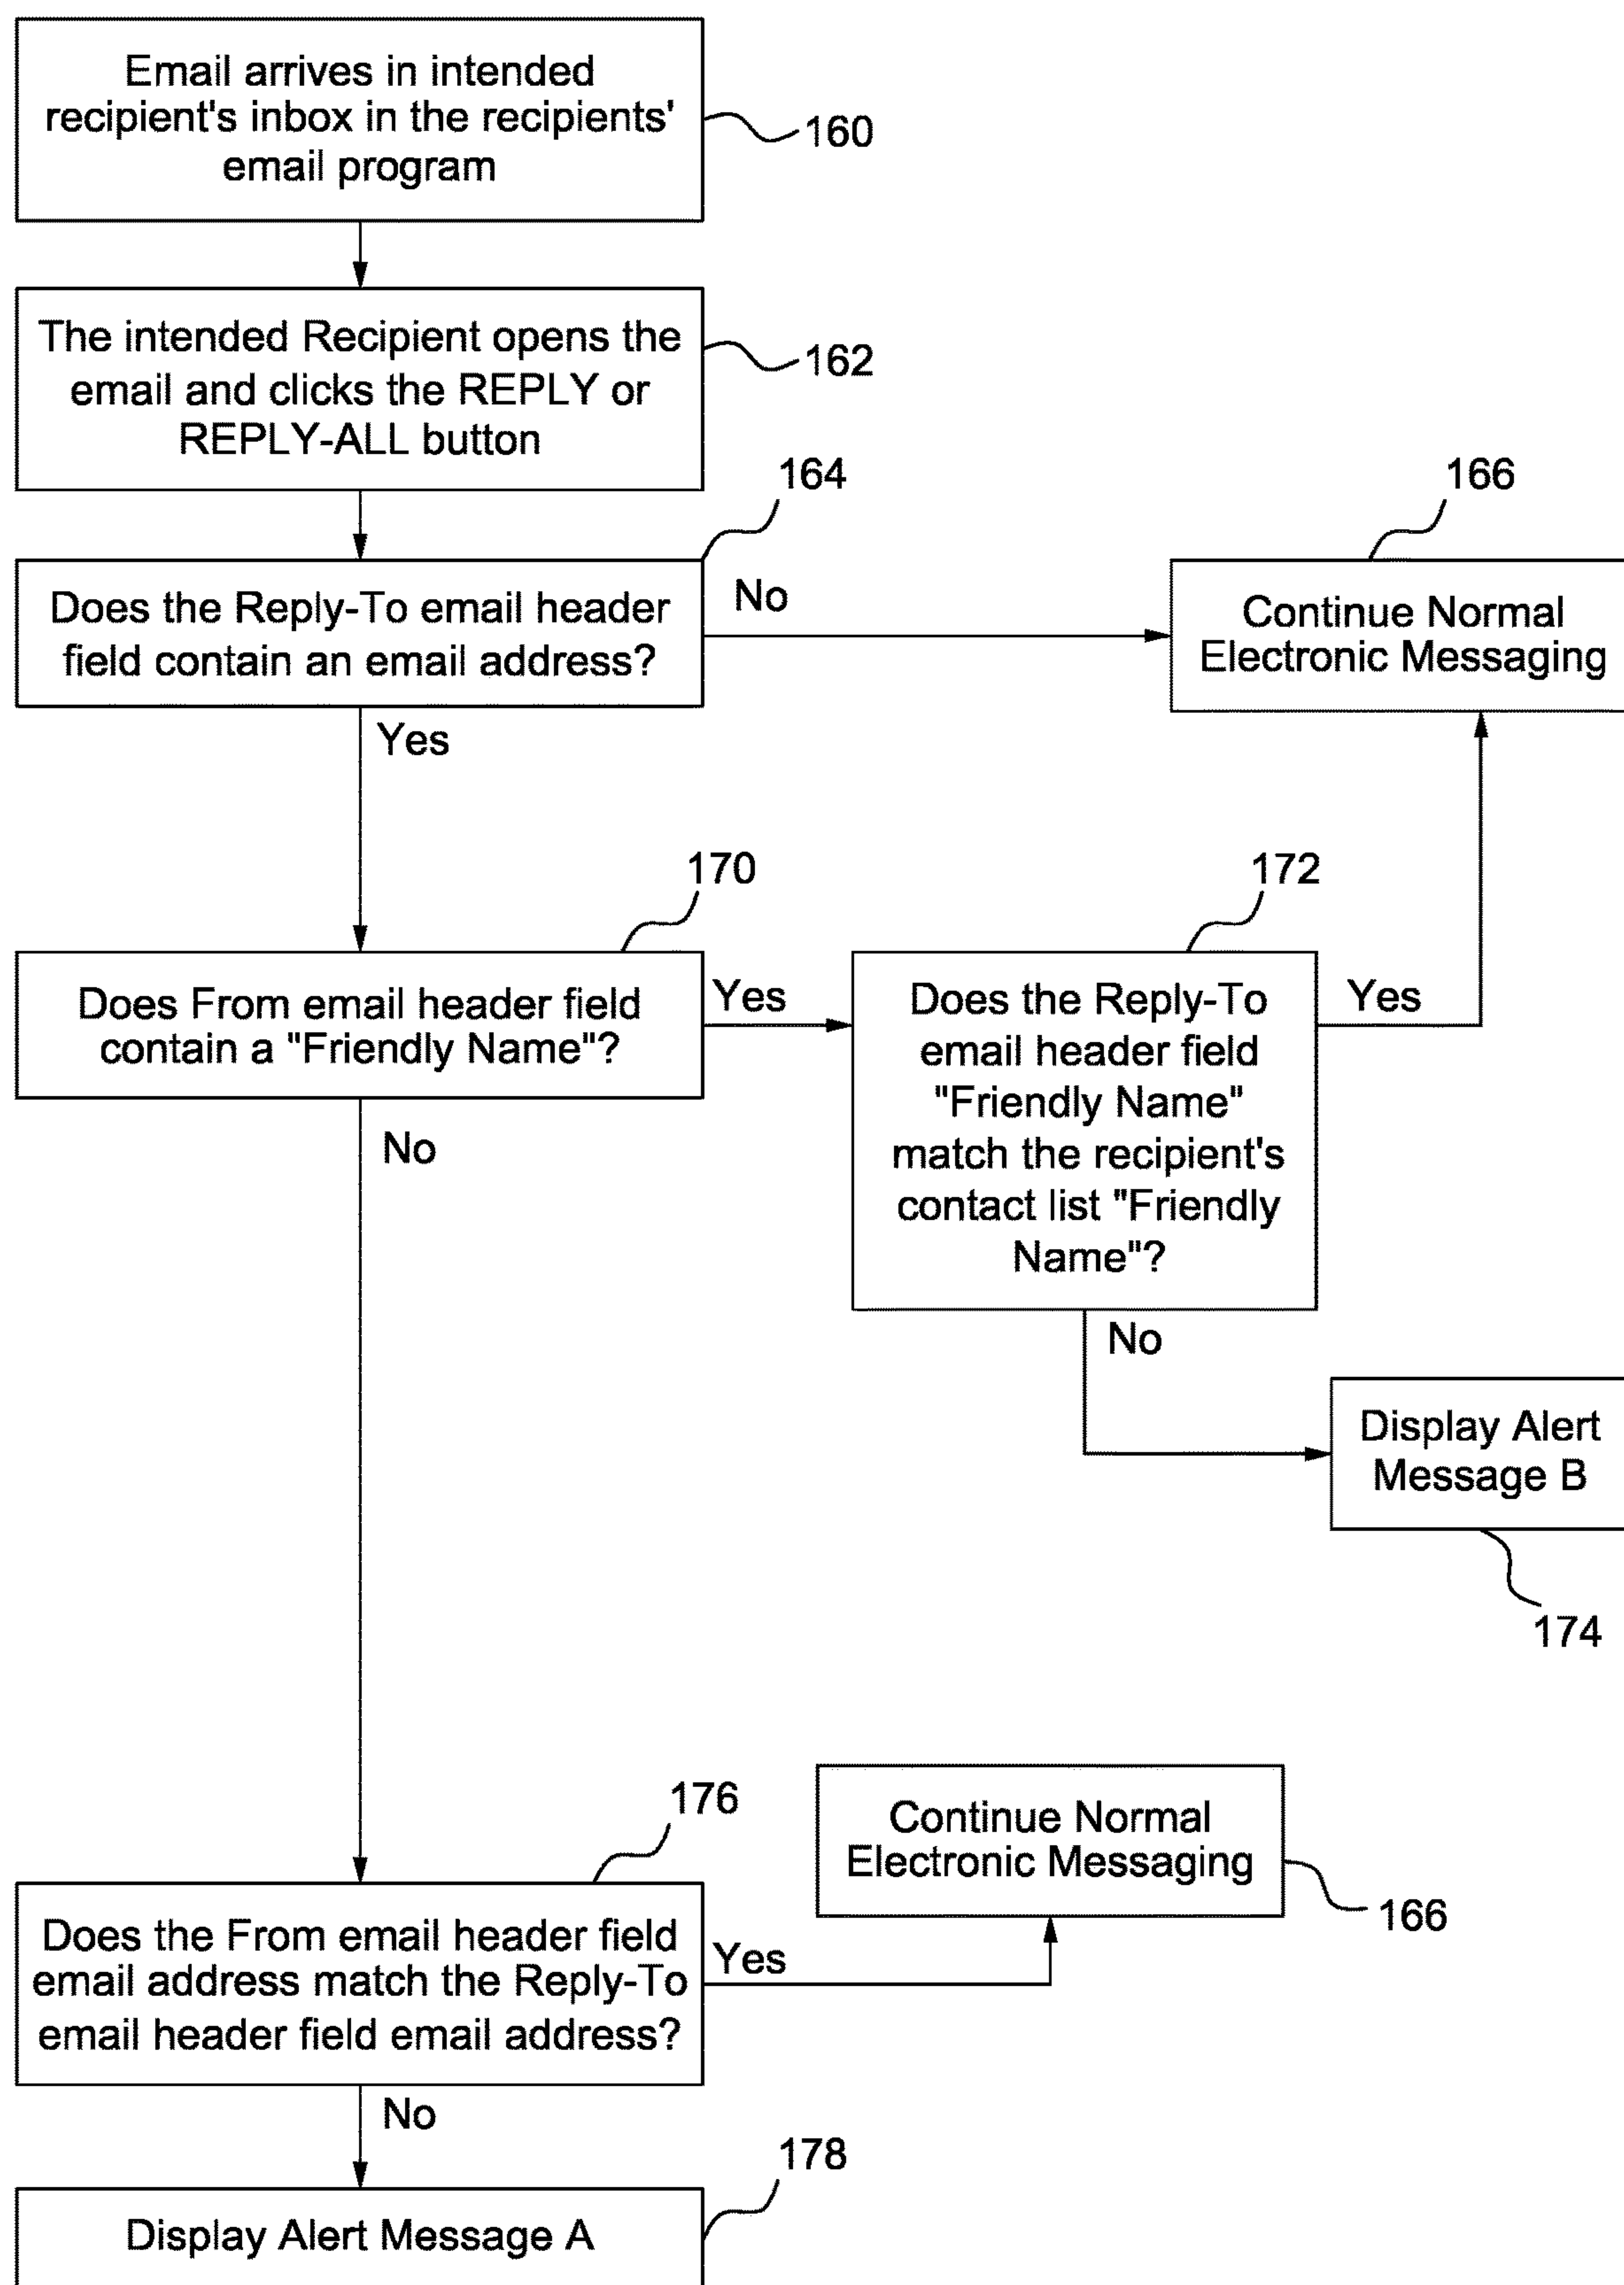 Email arrives in intended
recipient's inbox in the recipients'
email program
160
The intended Recipient opens the
email and clicks the REPLY or
REPLY-ALL button
162
164
166
Does the Reply-To email header
field contain an email address?
No
Continue Normal
Electronic Messaging
Yes
170
172
Does From email header field
contain a "Friendly Name"?
Yes
Does the Reply-To
email header field
"Friendly Name"
match the recipient's
contact list "Friendly
Name"?
Yes
No
No
Display Alert
Message B
174
176
Continue Normal
Electronic Messaging
166
Does the From email header field
email address match the Reply-To
email header field email address?
Yes
No
178
Display Alert Message A